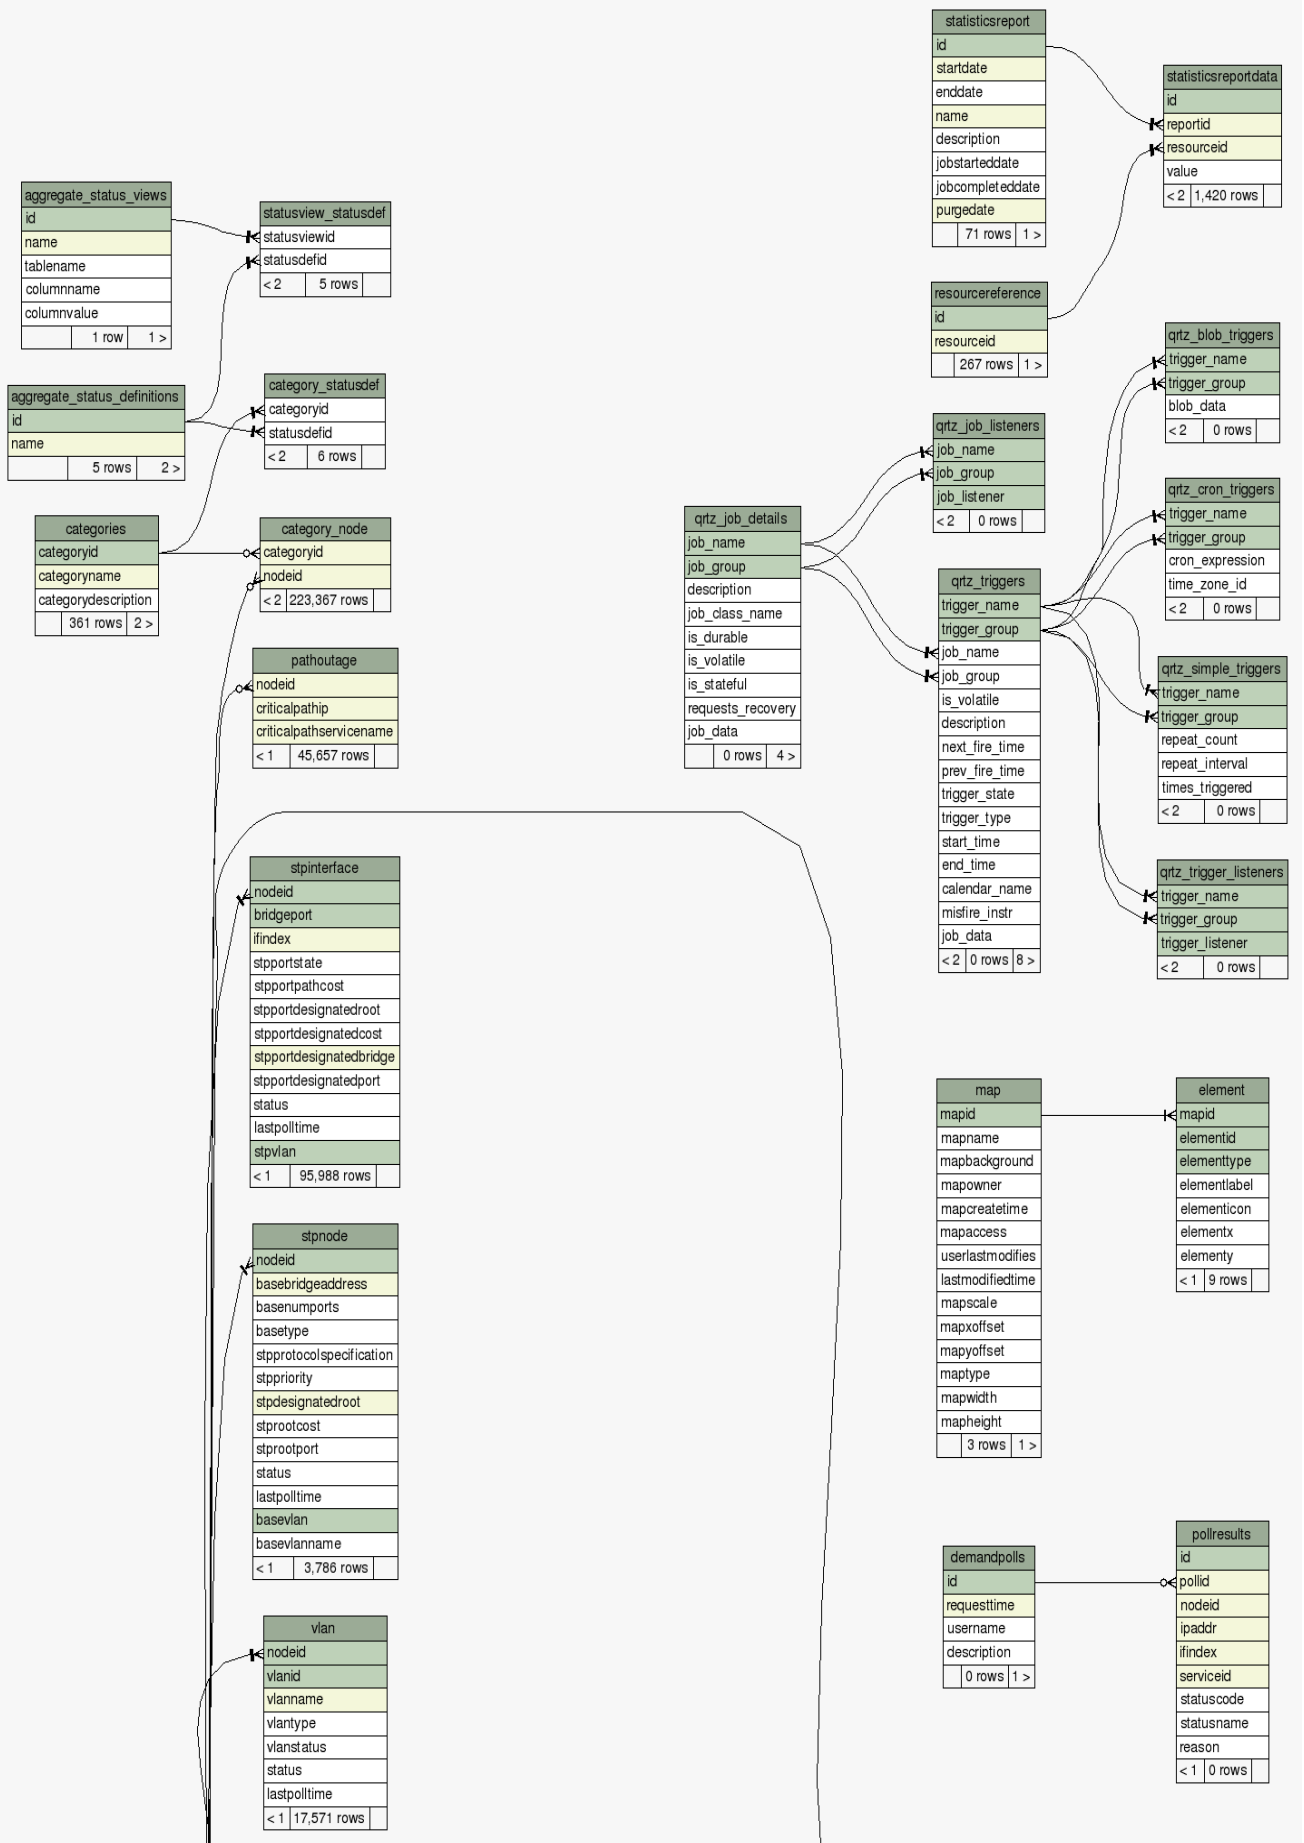 aggregate_status_views
id
name
tablename
columnname
columnvalue
1 row 1 >
statusview_statusdef
statusviewid
statusdefid
< 2 5 rows
aggregate_status_definitions
id
name
5 rows 2 >
category_statusdef
categoryid
statusdefid
< 2 6 rows
categories
categoryid
categoryname
categorydescription
361 rows 2 >
category_node
categoryid
nodeid
< 2 223,367 rows
pathoutage
nodeid
criticalpathip
criticalpathservicename
< 1 45,657 rows
stpinterface
nodeid
bridgeport
ifindex
stpportstate
stpportpathcost
stpportdesignatedroot
stpportdesignatedcost
stpportdesignatedbridge
stpportdesignatedport
status
lastpolltime
stpvlan
< 1 95,988 rows
stpnode
nodeid
basebridgeaddress
basenumports
basetype
stpprotocolspecification
stppriority
stpdesignatedroot
stprootcost
stprootport
status
lastpolltime
basevlan
basevlanname
< 1 3,786 rows
vlan
nodeid
vlanid
vlanname
vlantype
vlanstatus
status
lastpolltime
< 1 17,571 rows
statisticsreport
id
startdate
enddate
name
description
jobstarteddate
jobcompleteddate
purgedate
71 rows 1 >
statisticsreportdata
id
reportid
resourceid
value
< 2 1,420 rows
resourcereference
id
resourceid
267 rows 1 >
qrtz_job_details
job_name
job_group
description
job_class_name
is_durable
is_volatile
is_stateful
requests_recovery
job_data
0 rows 4 >
qrtz_job_listeners
job_name
job_group
job_listener
< 2 0 rows
qrtz_triggers
trigger_name
trigger_group
job_name
job_group
is_volatile
description
next_fire_time
prev_fire_time
trigger_state
trigger_type
start_time
end_time
calendar_name
misfire_instr
job_data
< 2 0 rows 8 >
qrtz_blob_triggers
trigger_name
trigger_group
blob_data
< 2 0 rows
qrtz_cron_triggers
trigger_name
trigger_group
cron_expression
time_zone_id
< 2 0 rows
qrtz_simple_triggers
trigger_name
trigger_group
repeat_count
repeat_interval
times_triggered
< 2 0 rows
qrtz_trigger_listeners
trigger_name
trigger_group
trigger_listener
< 2 0 rows
map
mapid
mapname
mapbackground
mapowner
mapcreatetime
mapaccess
userlastmodifies
lastmodifiedtime
mapscale
mapxoffset
mapyoffset
maptype
mapwidth
mapheight
3 rows 1 >
element
mapid
elementid
elementtype
elementlabel
elementicon
elementx
elementy
< 1 9 rows
demandpolls
id
requesttime
username
description
0 rows 1 >
pollresults
id
pollid
nodeid
ipaddr
ifindex
serviceid
statuscode
statusname
reason
< 1 0 rows